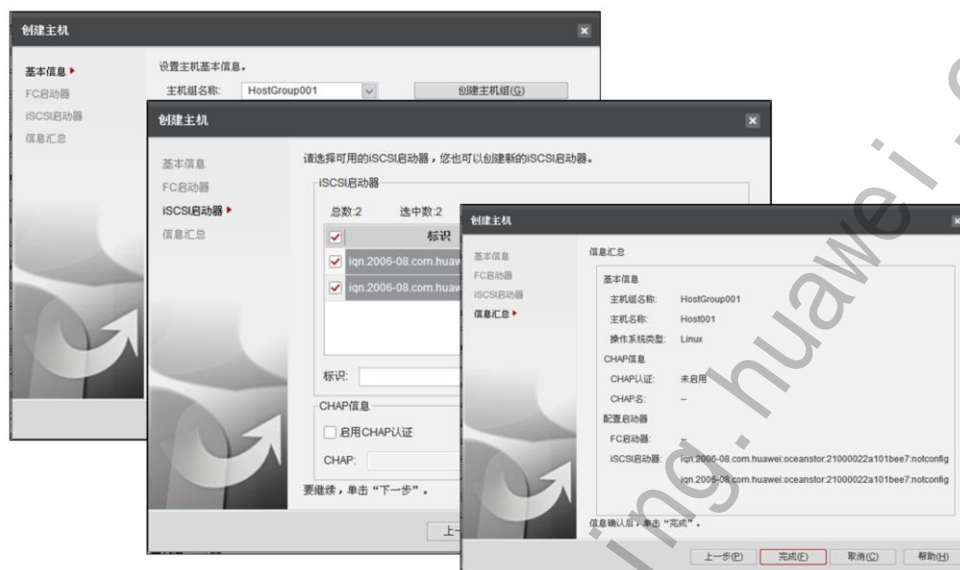 创建主机
基本信息
FC启动器
iSCSI启动器
信息汇总
设置主机基本信息。
主机组名称: HostGroup001 创建主机组(G)
创建主机
基本信息
FC启动器
iSCSI启动器
信息汇总
请选择可用的iSCSI启动器，您也可以创建新的iSCSI启动器。
iSCSI启动器
总数:2 选中数:2
标识
iqn.2006-08.com.huaw
iqn.2006-08.com.huaw
标识:
CHAP信息
启用CHAP认证
CHAP:
要继续，单击“下一步”。
上一
创建主机
基本信息
FC启动器
iSCSI启动器
信息汇总
信息汇总
基本信息
主机组名称: HostGroup001
主机名称: Host001
操作系统类型: Linux
CHAP信息
CHAP认证: 未启用
CHAP名: --
配置启动器
FC启动器: --
iSCSI启动器: iqn.2006-08.com.huawei:oceanstor:21000022a101bee7:notconfig
iqn.2006-08.com.huawei:oceanstor:21000022a101bee7:notconfig
信息确认后，单击“完成”。
上一步(P) 完成(F) 取消(C) 帮助(H)
ing.huawei.